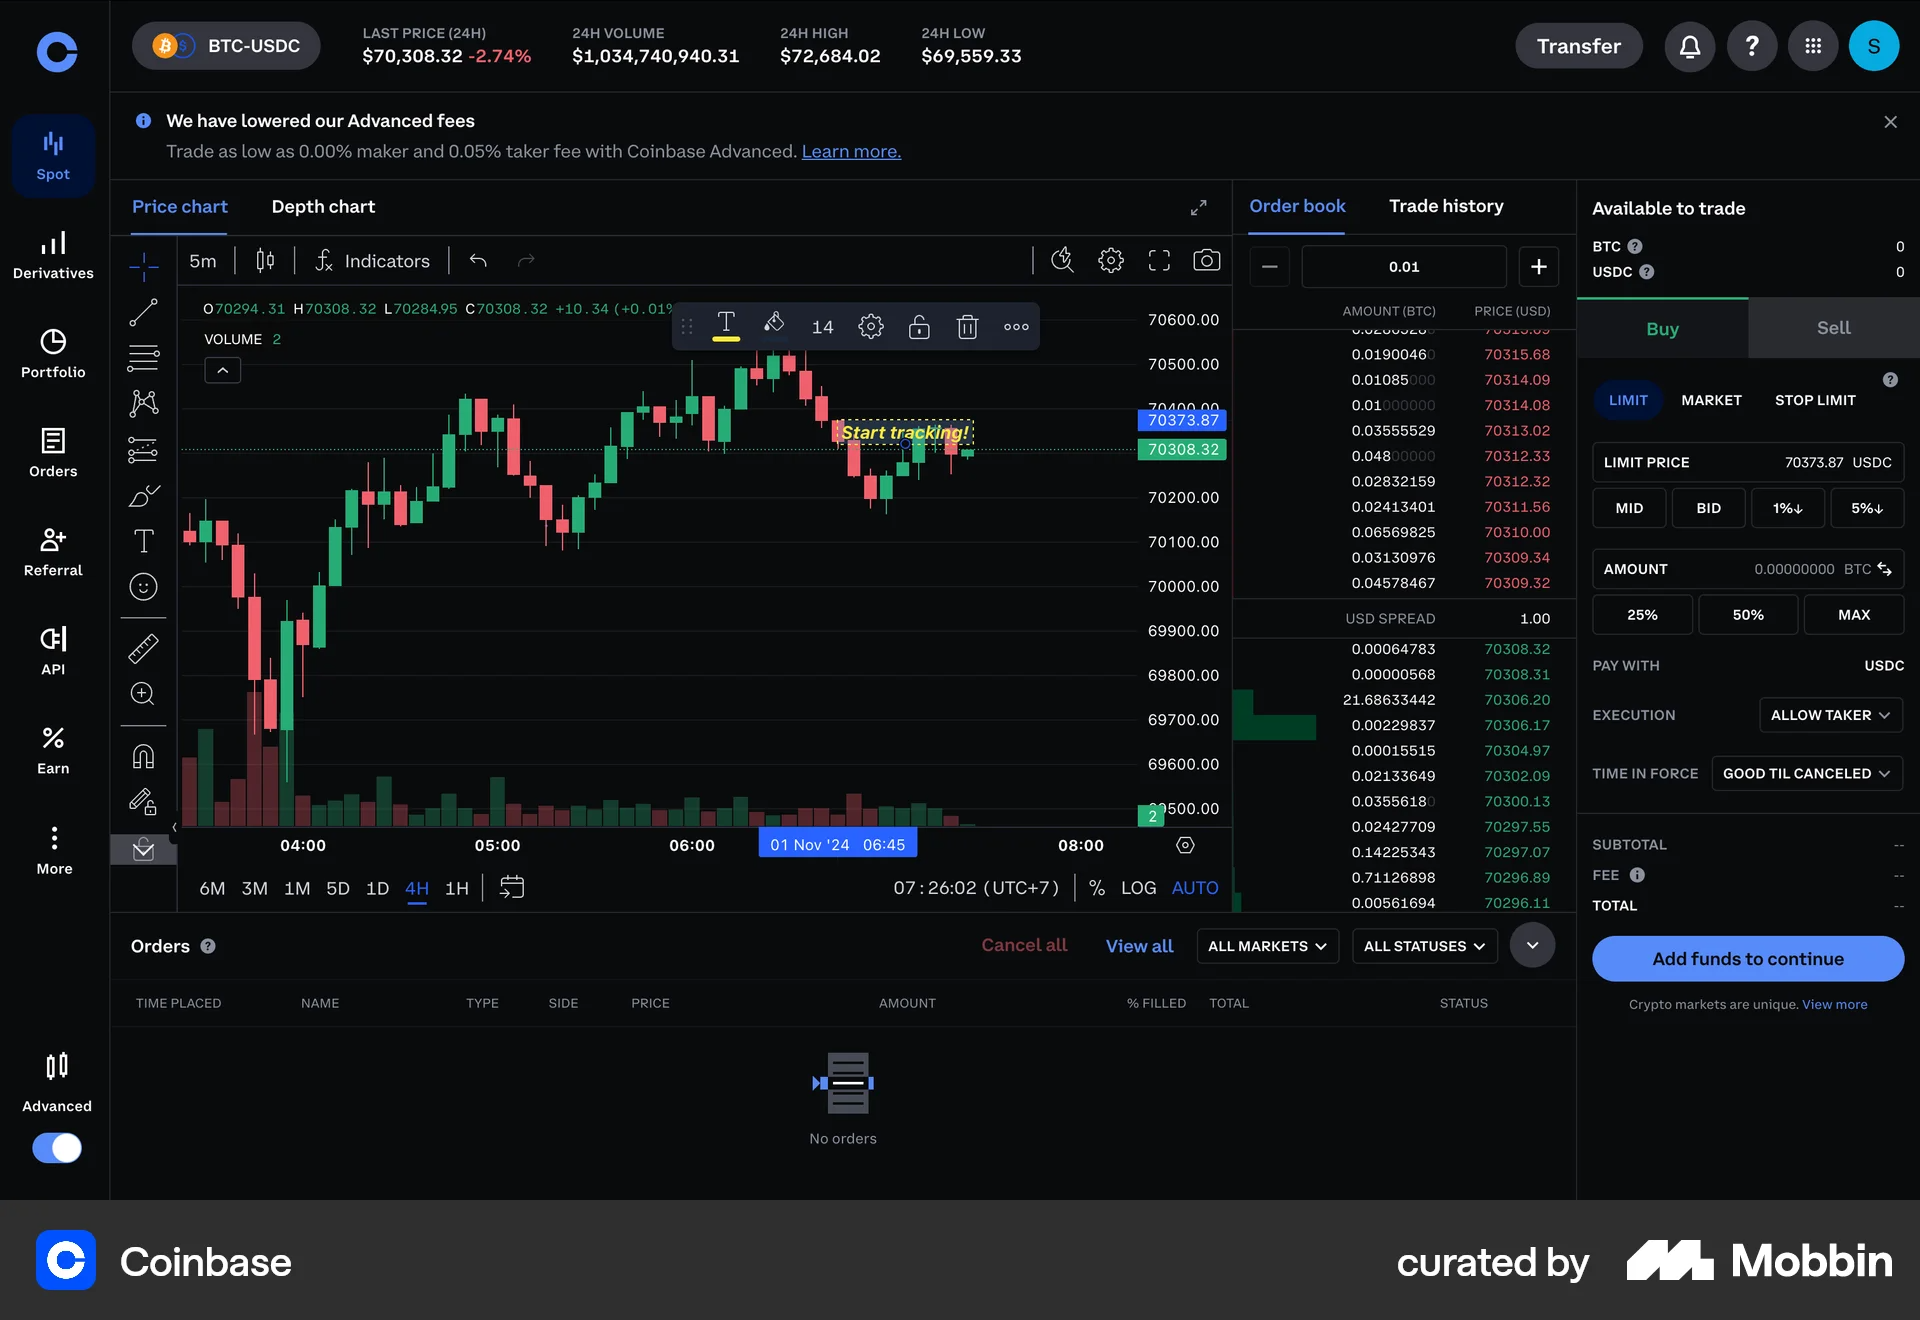 BTC-USDC
LAST PRICE (24H)
$70,308.32 -2.74%
24H VOLUME
$1,034,740,940.31
24H HIGH
$72,684.02
24H LOW
$69,559.33
Transfer
?
S
We have lowered our Advanced fees
Trade as low as 0.00% maker and 0.05% taker fee with Coinbase Advanced. Learn more.
Spot
Derivatives
Portfolio
Orders
Referral
API
Earn
More
Advanced
Price chart
Depth chart
5m
Indicators
O70294.31 H70308.32 L70284.95 C70308.32 +10.34 (+0.01%
VOLUME 2
T
14
Start tracking!
70600.00
70500.00
70400.00
70373.87
70308.32
70200.00
70100.00
70000.00
69900.00
69800.00
69700.00
69600.00
69500.00
2
04:00
05:00
06:00
01 Nov '24 06:45
08:00
6M 3M 1M 5D 1D 4H 1H
07:26:02 (UTC+7)
% LOG AUTO
Order book
Trade history
0.01
AMOUNT (BTC) PRICE (USD)
0.01900460 70315.68
0.01085000 70314.09
0.01000000 70314.08
0.03555529 70313.02
0.04800000 70312.33
0.02832159 70312.32
0.02413401 70311.56
0.06569825 70310.00
0.03130976 70309.34
0.04578467 70309.32
USD SPREAD 1.00
0.00064783 70308.32
0.00000568 70308.31
21.68633442 70306.20
0.00229837 70306.17
0.00015515 70304.97
0.02133649 70302.09
0.03556180 70300.13
0.02427709 70297.55
0.14225343 70297.07
0.71126898 70296.89
0.00561694 70296.11
Available to trade
BTC ? 0
USDC ? 0
Buy
Sell
?
LIMIT MARKET STOP LIMIT
LIMIT PRICE 70373.87 USDC
MID BID 1%↓ 5%↓
AMOUNT 0.00000000 BTC
25% 50% MAX
PAY WITH USDC
EXECUTION ALLOW TAKER
TIME IN FORCE GOOD TIL CANCELED
SUBTOTAL --
FEE --
TOTAL --
Add funds to continue
Crypto markets are unique. View more
Orders ?
Cancel all
View all
ALL MARKETS
ALL STATUSES
TIME PLACED NAME TYPE SIDE PRICE AMOUNT % FILLED TOTAL STATUS
No orders
Coinbase
curated by
Mobbin